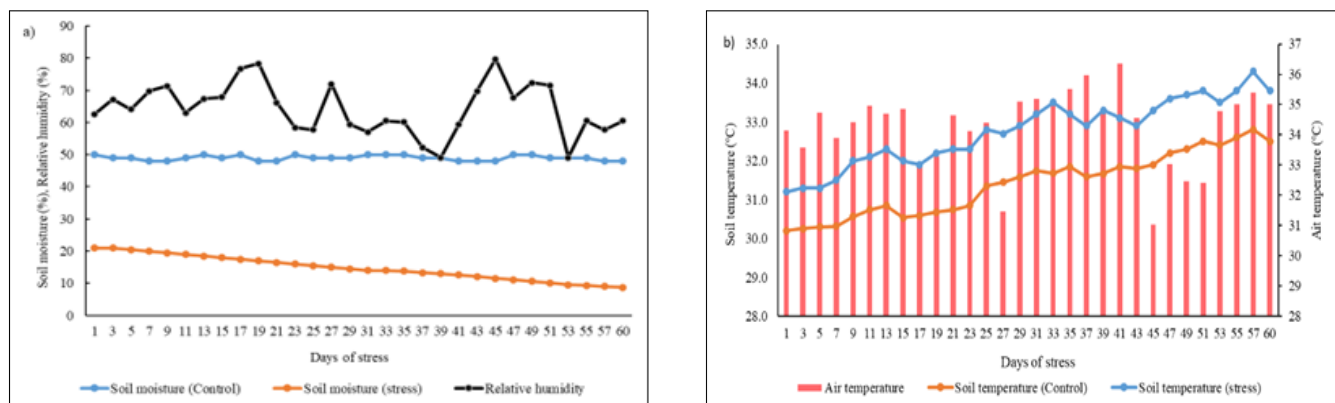 a)
Soil moisture (%), Relative humidity (%)
90
80
70
60
50
40
30
20
10
0
1 3 5 7 9 11 13 15 17 19 21 23 25 27 29 31 33 35 37 39 41 43 45 47 49 51 53 55 57 60
Days of stress
Soil moisture (Control) Soil moisture (stress) Relative humidity
b)
Soil temperature (°C)
35.0
34.0
33.0
32.0
31.0
30.0
29.0
28.0
37
36
35
34
33
32
31
30
29
28
Ait temperature (°C)
1 3 5 7 9 11 13 15 17 19 21 23 25 27 29 31 33 35 37 39 41 43 45 47 49 51 53 55 57 60
Days of stress
Air temperature Soil temperature (Control) Soil temperature (stress)